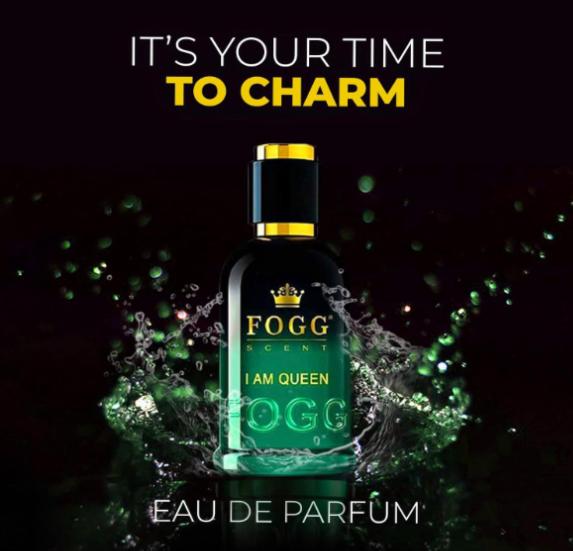 IT'S YOUR TIME
TO CHARM
FOGG
SCENT
I AM QUEEN
FOGG
EAU DE PARFUM